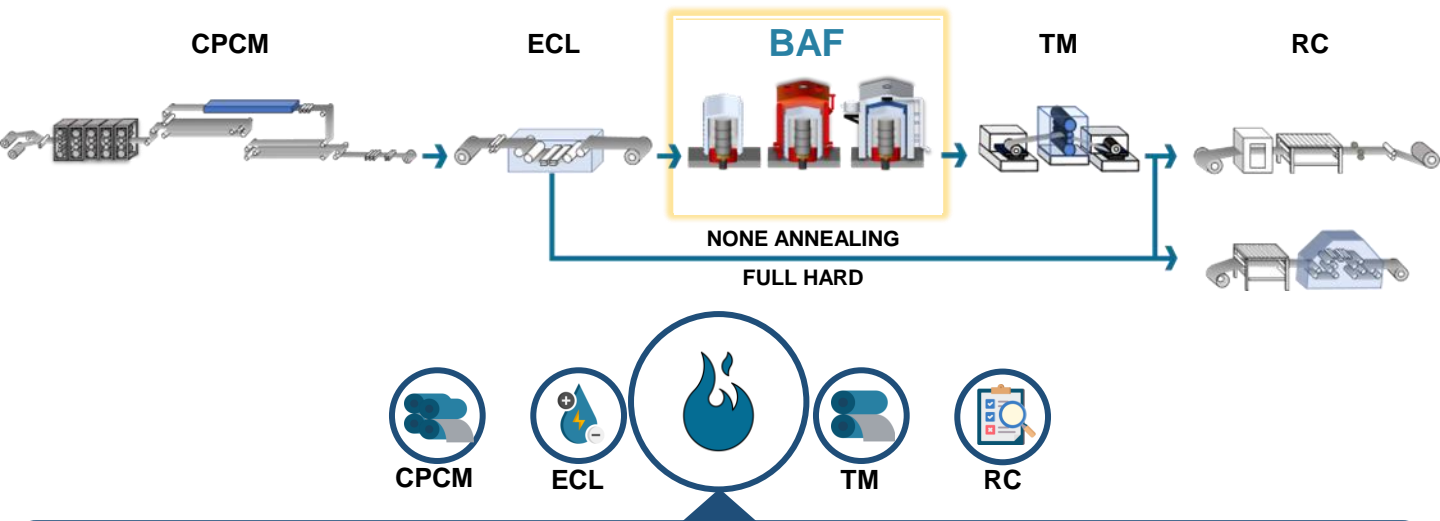 CPCM
ECL
BAF
TM
RC
NONE ANNEALING
FULL HARD
CPCM
ECL
TM
RC